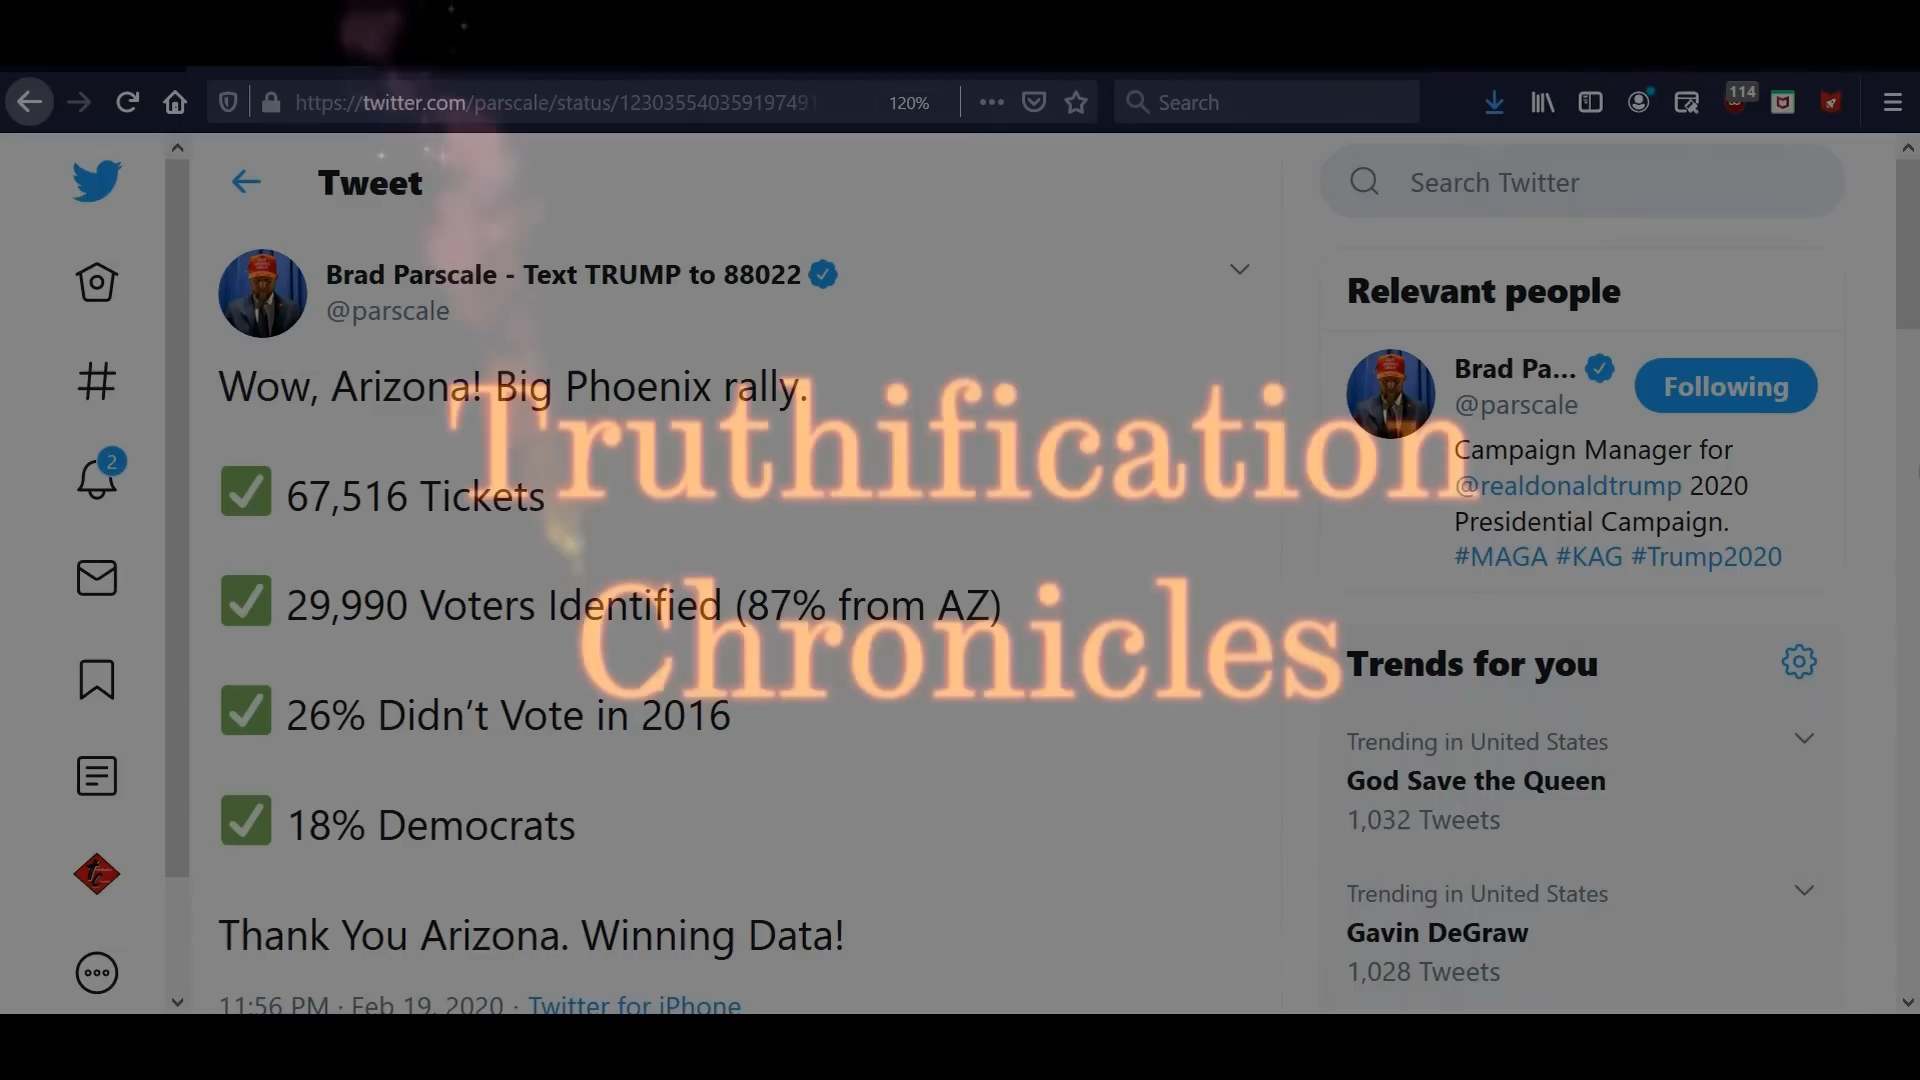 https://twitter.com/parscale/status/12303554035919749
120%
Search
114
Tweet
Search Twitter
Brad Parscale - Text TRUMP to 88022
@parscale
Wow, Arizona! Big Phoenix rally.
67,516 Tickets
29,990 Voters Identified (87% from AZ)
26% Didn’t Vote in 2016
18% Democrats
Thank You Arizona. Winning Data!
11:56 PM · Feb 19, 2020 · Twitter for iPhone
Truthification
Chronicles
2
tc
Relevant people
Brad Pa...
Following
@parscale
Campaign Manager for
@realdonaldtrump 2020
Presidential Campaign.
#MAGA #KAG #Trump2020
Trends for you
Trending in United States
God Save the Queen
1,032 Tweets
Trending in United States
Gavin DeGraw
1,028 Tweets